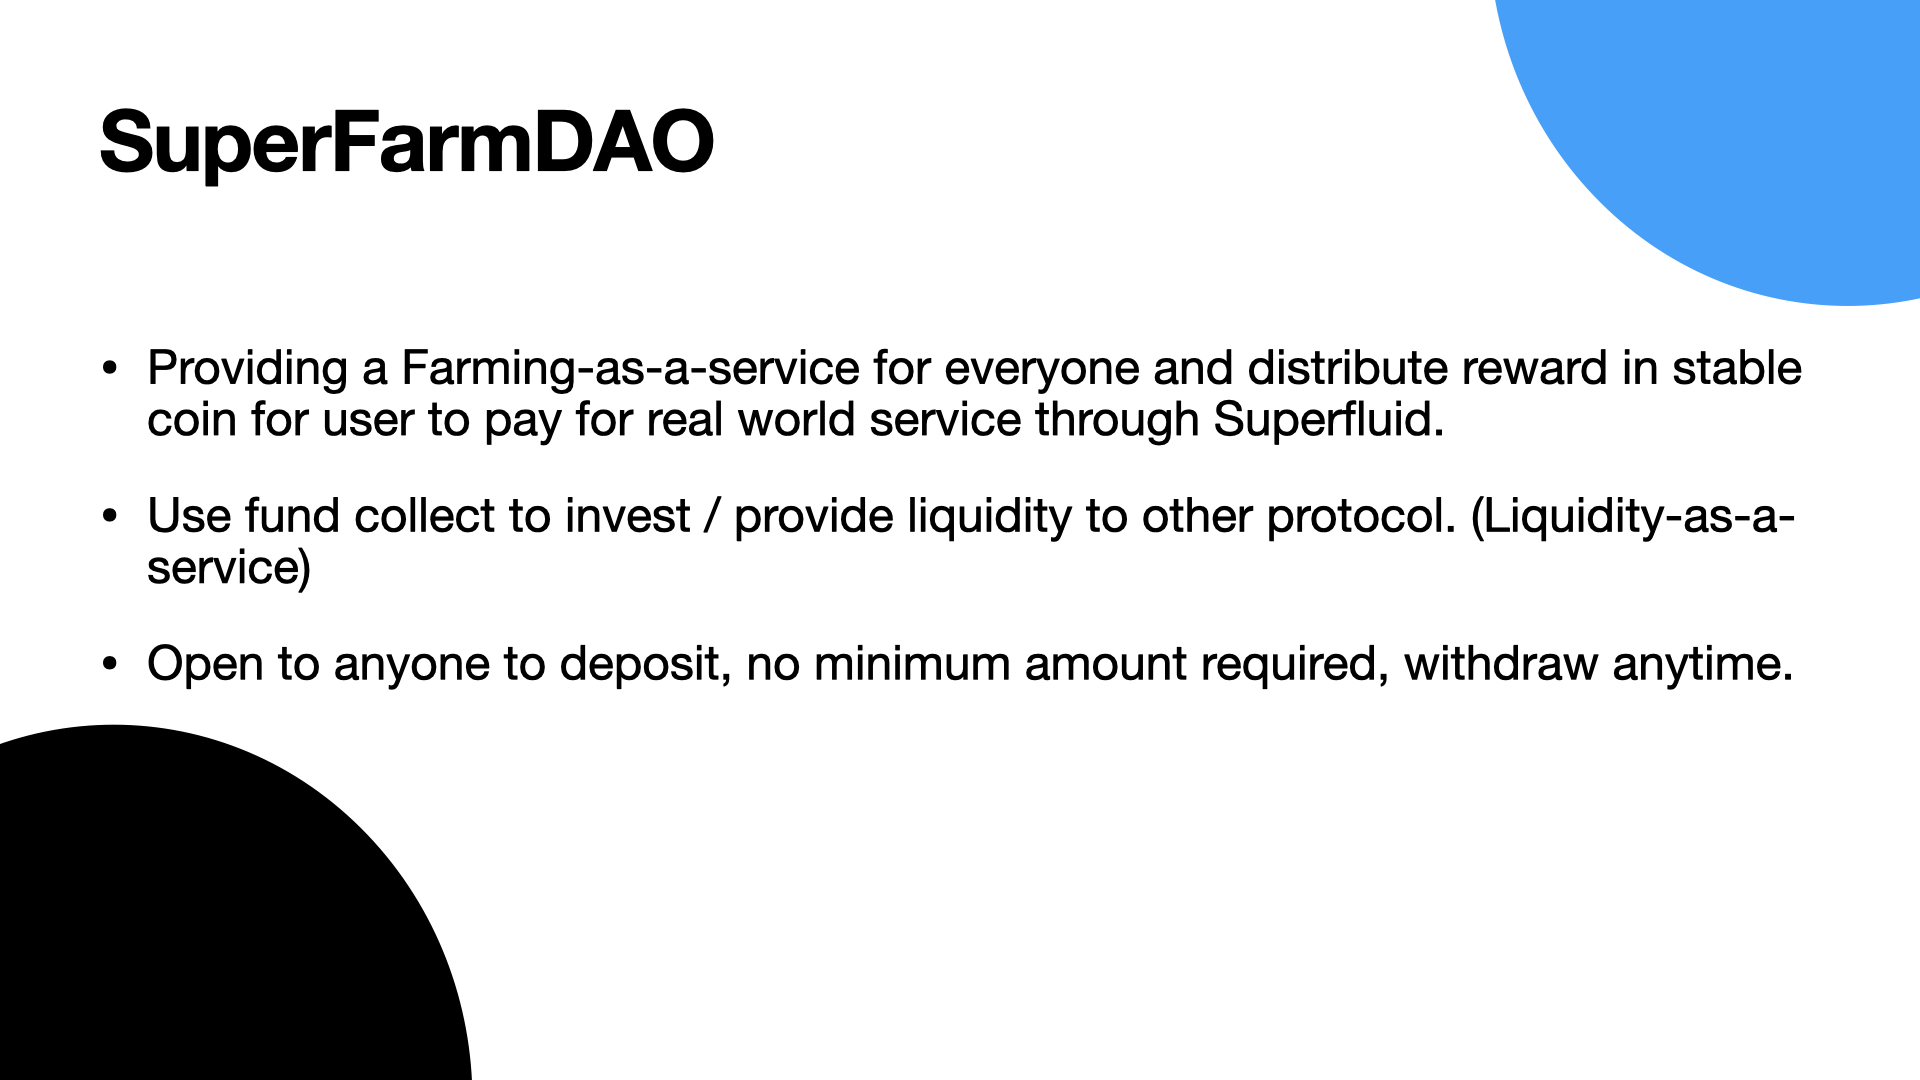 SuperFarmDAO
• Providing a Farming-as-a-service for everyone and distribute reward in stable
coin for user to pay for real world service through Superfluid.
• Use fund collect to invest / provide liquidity to other protocol. (Liquidity-as-a-
service)
• Open to anyone to deposit, no minimum amount required, withdraw anytime.